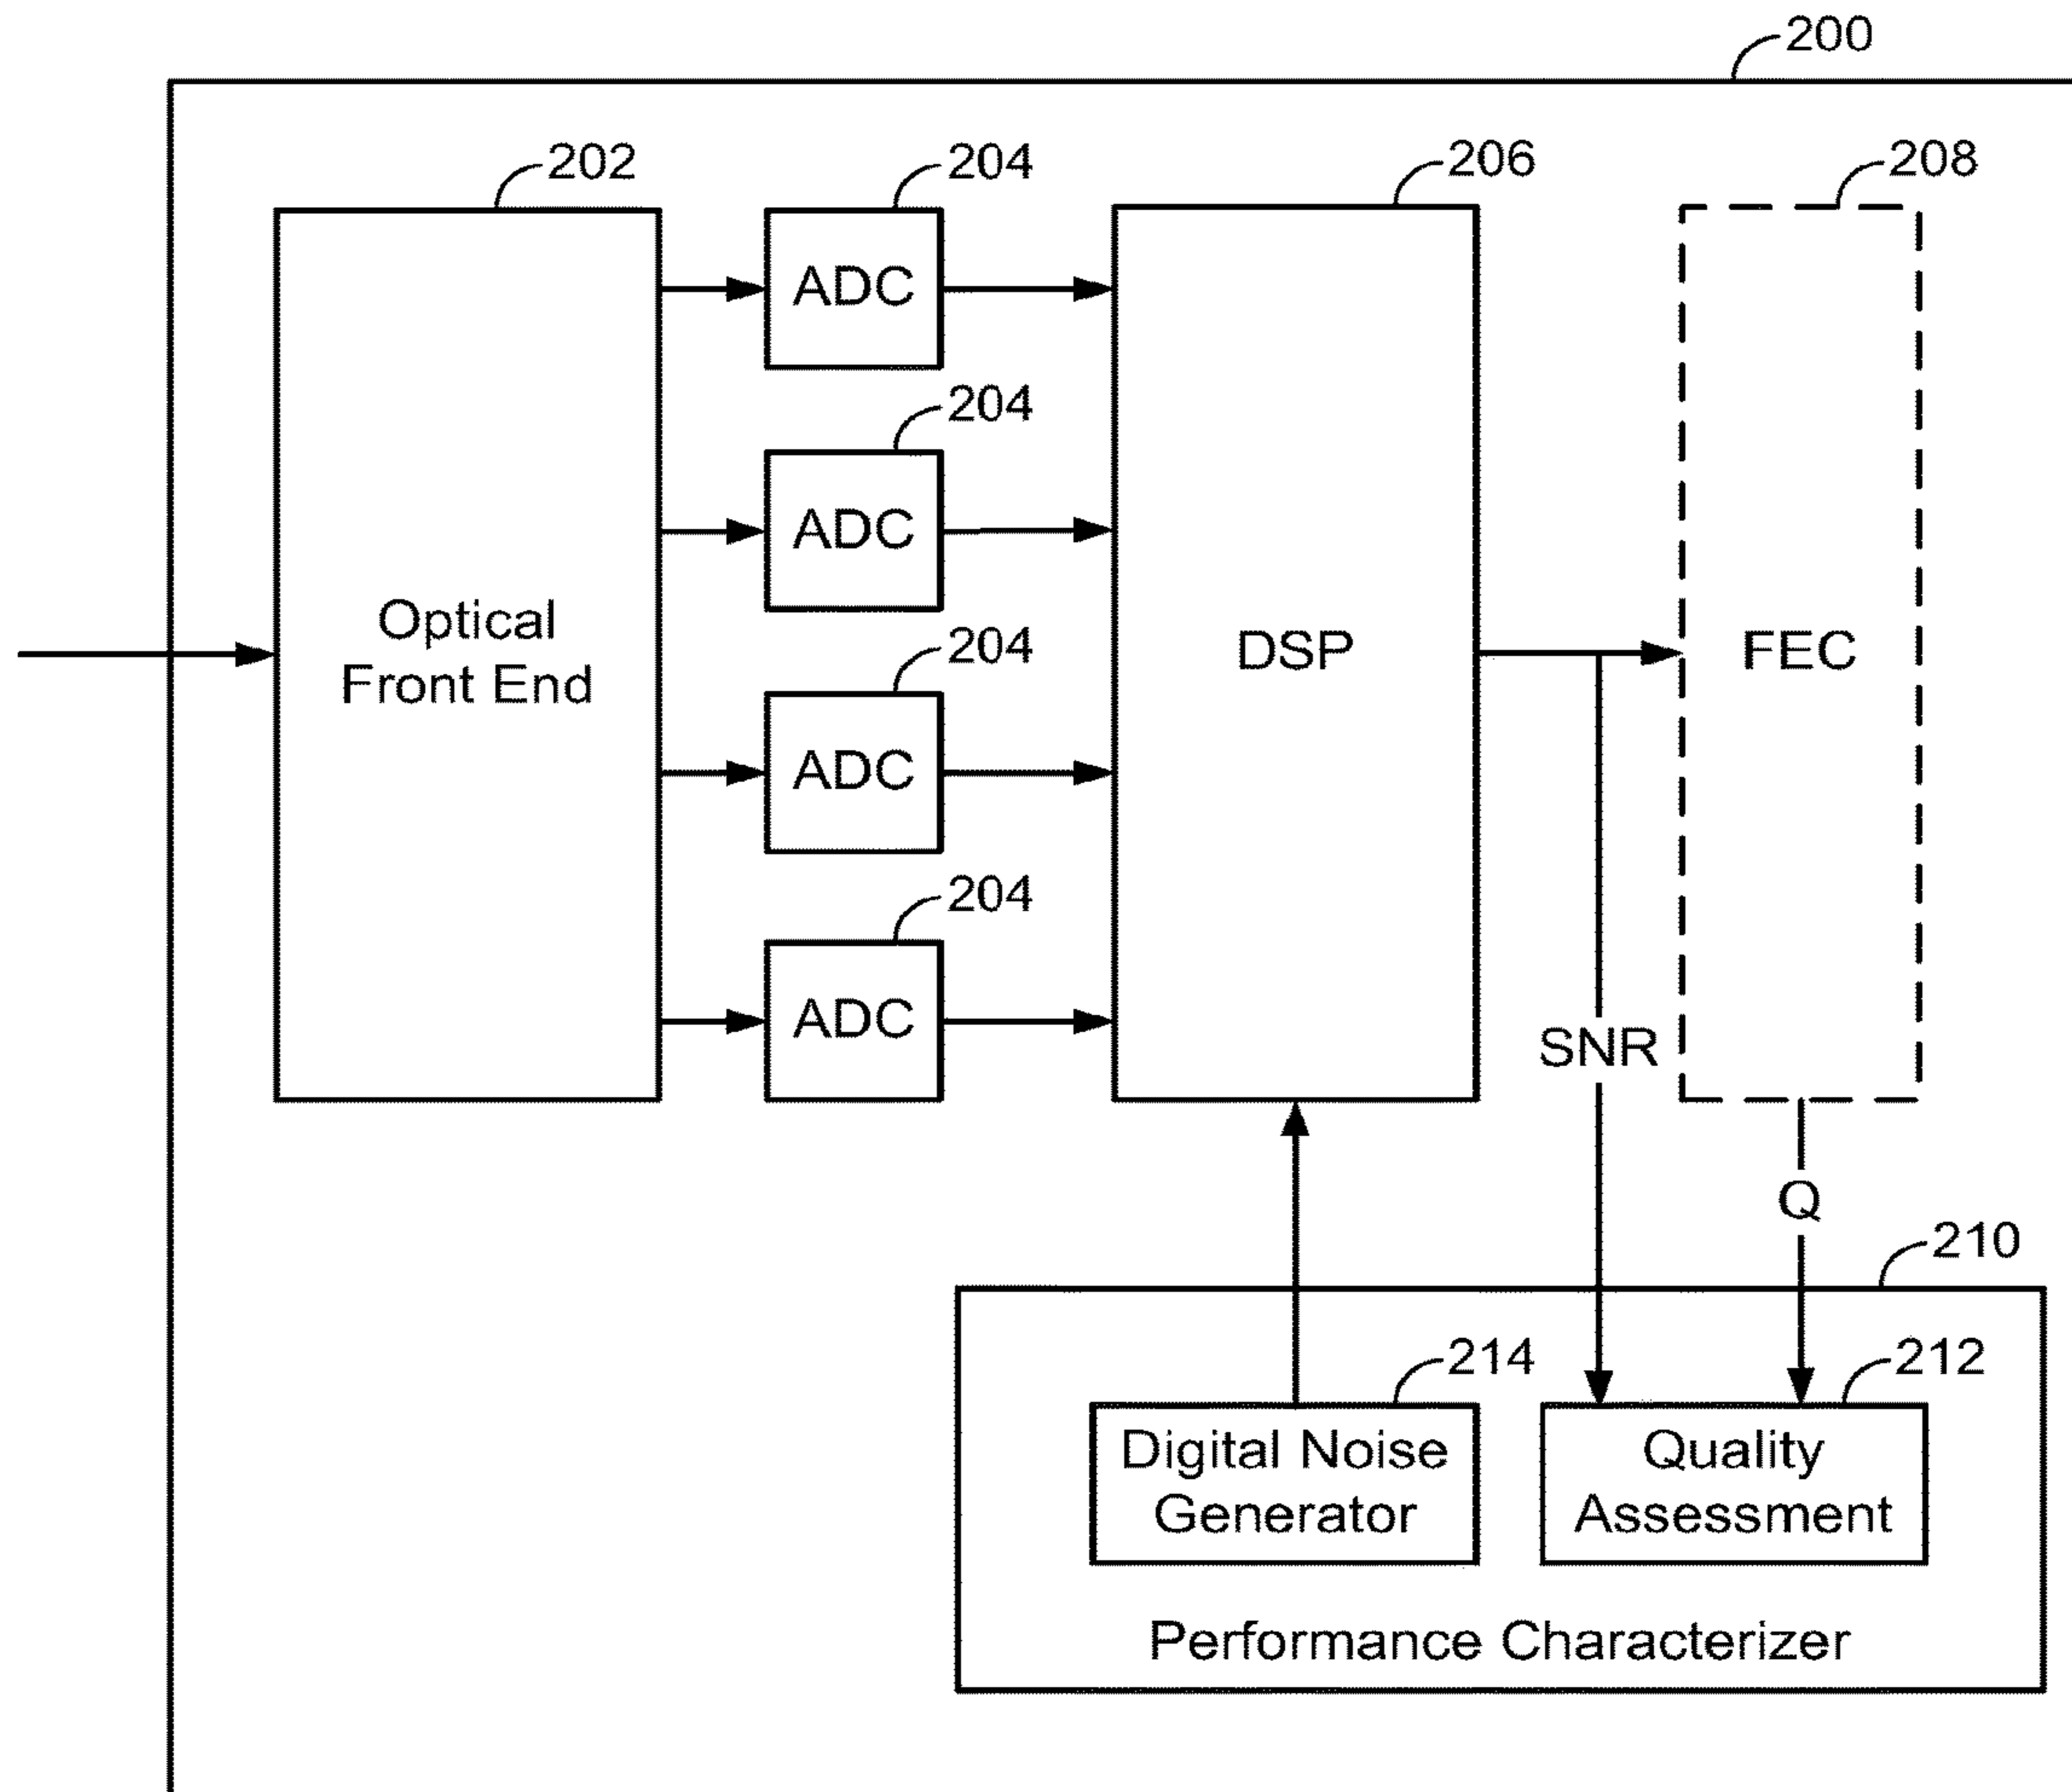 200
202
204
206
208
ADC
204
ADC
Optical
Front End
DSP
FEC
204
ADC
204
ADC
SNR
Q
210
214
212
Digital Noise
Generator
Quality
Assessment
Performance Characterizer